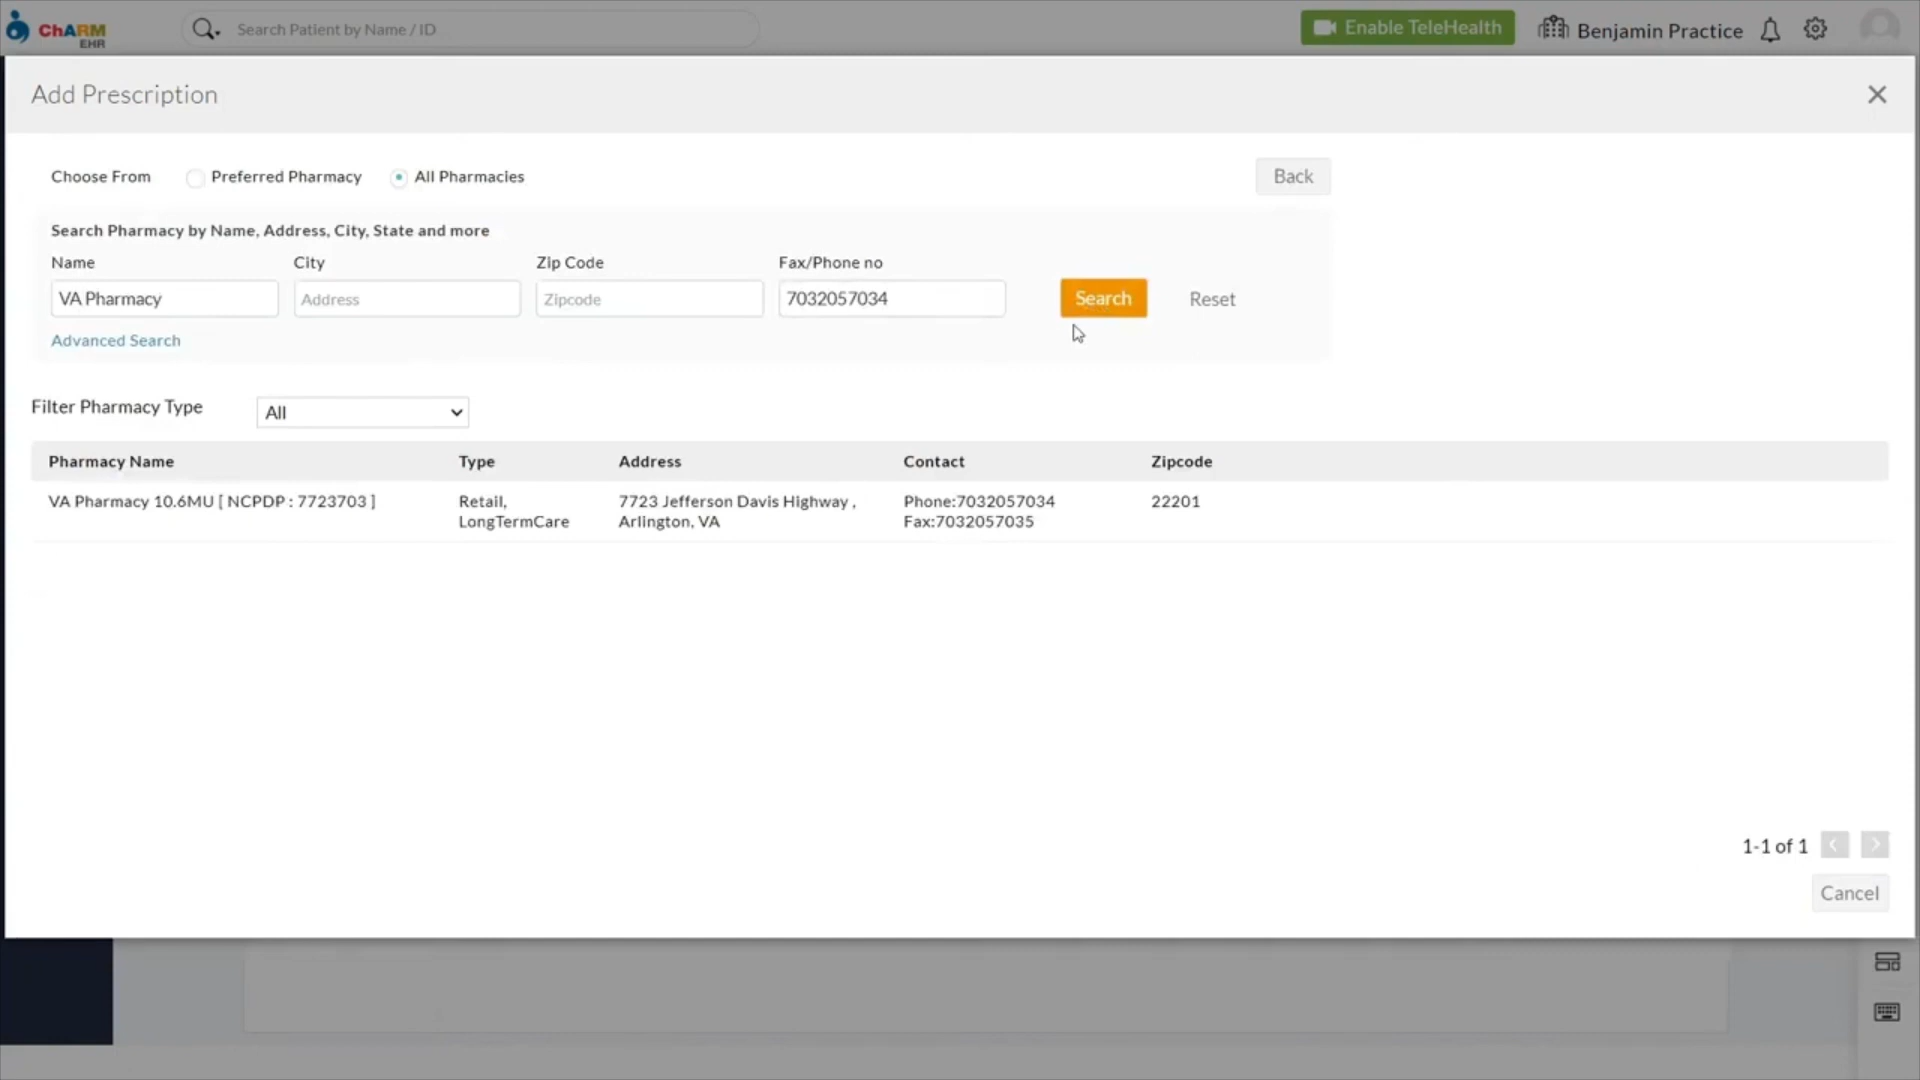 ChARM
EHR
Search Patient by Name / ID
Enable TeleHealth
Benjamin Practice
Add Prescription
Choose From
Preferred Pharmacy
All Pharmacies
Back
Search Pharmacy by Name, Address, City, State and more
Name
City
Zip Code
Fax/Phone no
VA Pharmacy
Address
Zipcode
7032057034
Search
Reset
Advanced Search
Filter Pharmacy Type
All
Pharmacy Name
Type
Address
Contact
Zipcode
VA Pharmacy 10.6MU [ NCPDP : 7723703 ]
Retail,
LongTermCare
7723 Jefferson Davis Highway ,
Arlington, VA
Phone:7032057034
Fax:7032057035
22201
1-1 of 1
Cancel